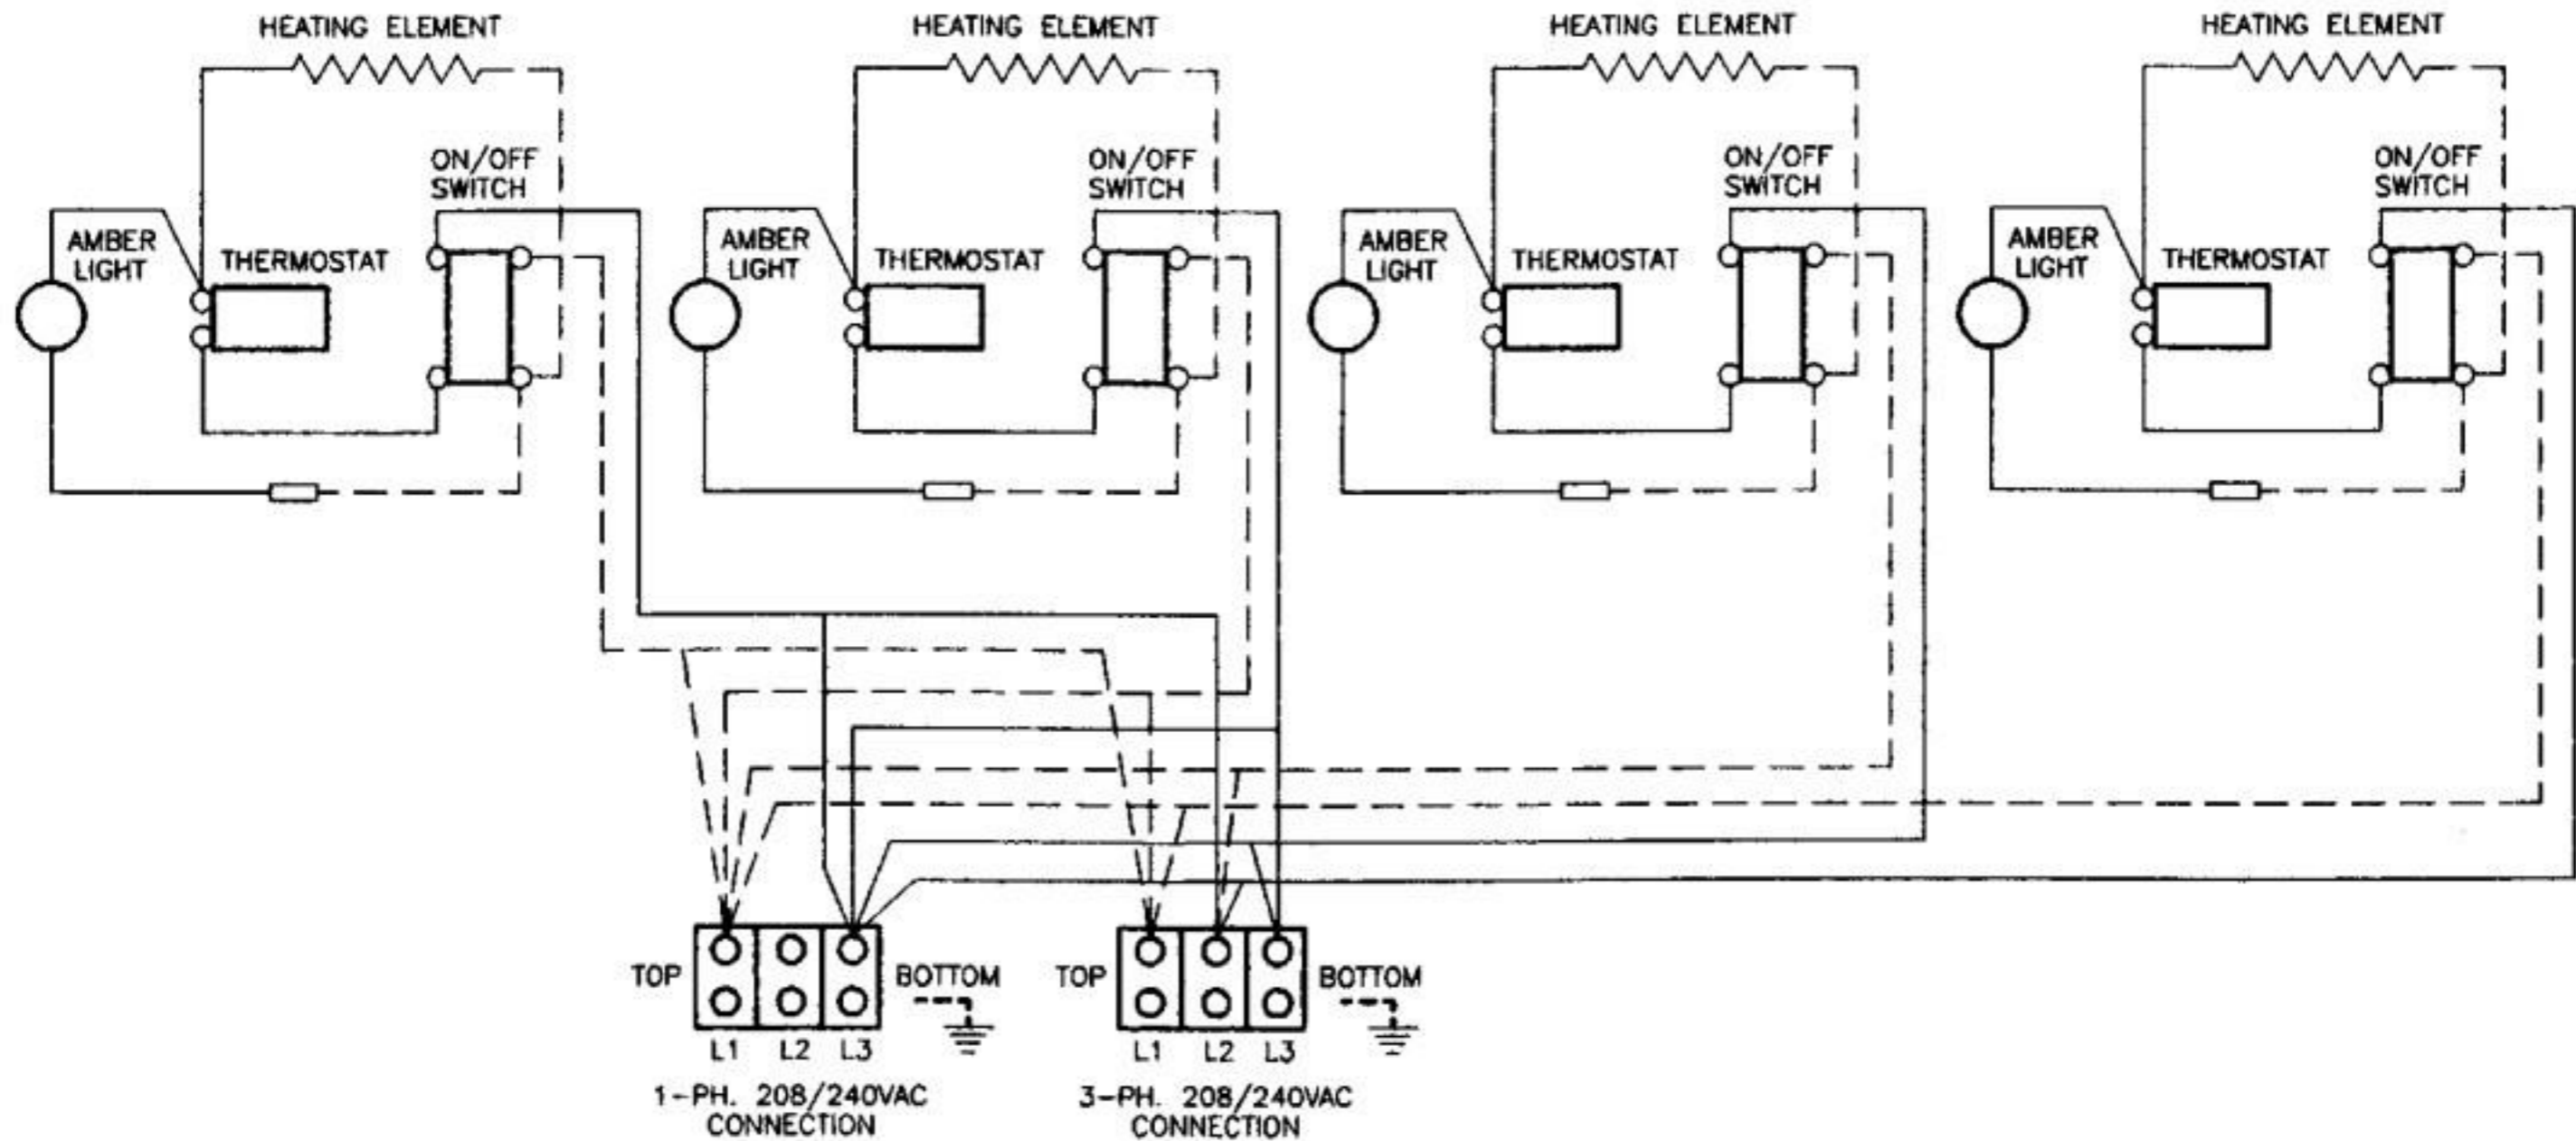 HEATING ELEMENT
HEATING ELEMENT
HEATING ELEMENT
HEATING ELEMENT
ON/OFF
SWITCH
ON/OFF
SWITCH
ON/OFF
SWITCH
ON/OFF
SWITCH
AMBER
LIGHT
THERMOSTAT
AMBER
LIGHT
THERMOSTAT
AMBER
LIGHT
THERMOSTAT
AMBER
LIGHT
THERMOSTAT
TOP
BOTTOM
L1 L2 L3
1-PH. 208/240VAC
CONNECTION
TOP
BOTTOM
L1 L2 L3
3-PH. 208/240VAC
CONNECTION